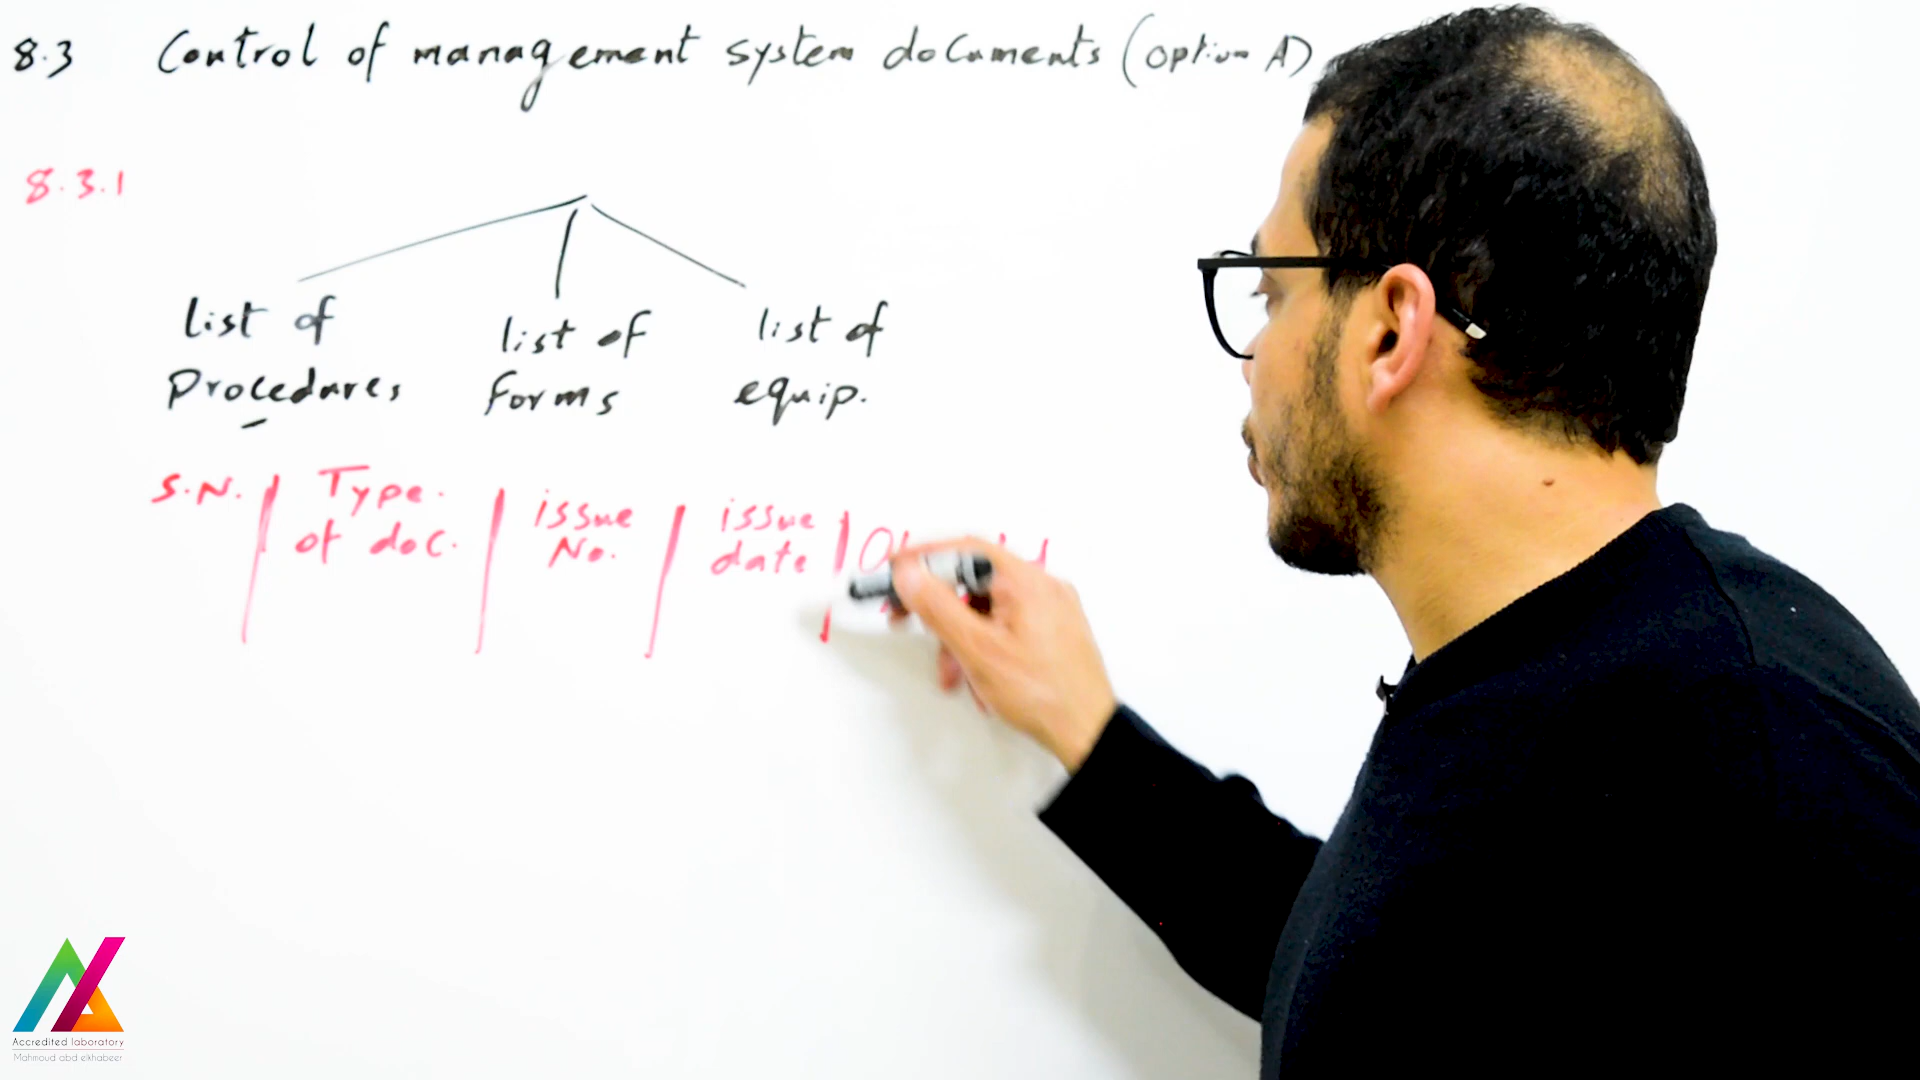 8.3 Control of management system documents (option A)
8.3.1
list of list of list of
Procedures forms equip.
S.N. Type. issue issue
of doc. No. date
Accredited laboratory
Mahmoud abd elkhabeer